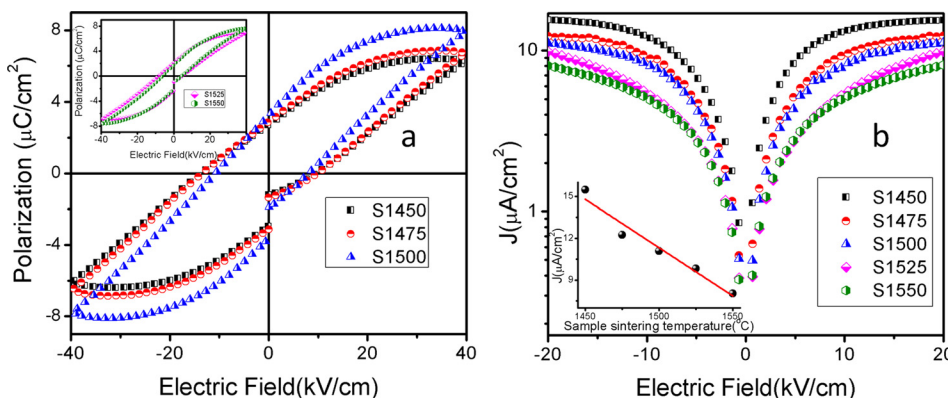 8
4
0
-4
-8
Polarization (μC/cm²)
8
4
0
-4
-8
Polarization (μC/cm²)
S1525
S1550
-40 -20 0 20 40
Electric Field(kV/cm)
a
S1450
S1475
S1500
-40 -20 0 20 40
Electric Field(kV/cm)
10
1
J(μA/cm²)
b
S1450
S1475
S1500
S1525
S1550
15
12
9
J(μA/cm²)
1450 1500 1550
Sample sintering temperature(°C)
-20 -10 0 10 20
Electric Field(kV/cm)